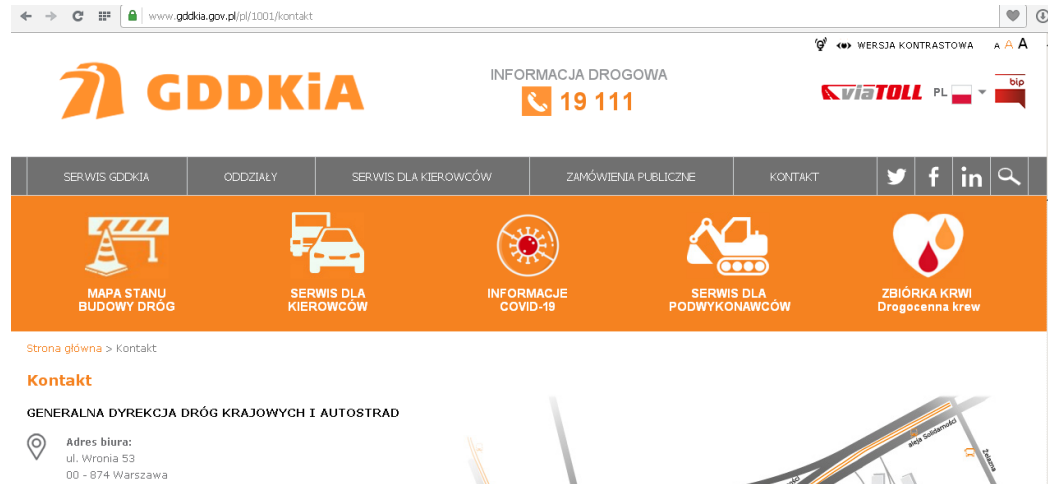 www.gddkia.gov.pl/pl/1001/kontakt
WERSJA KONTRASTOWA A A A
GDDKiA
INFORMACJA DROGOWA
19 111
viaTOLL
PL
bip
SERWIS GDDKIA
ODDZIAŁY
SERWIS DLA KIEROWCÓW
ZAMÓWIENIA PUBLICZNE
KONTAKT
MAPA STANU
BUDOWY DRÓG
SERWIS DLA
KIEROWCÓW
INFORMACJE
COVID-19
SERWIS DLA
PODWYKONAWCÓW
ZBIÓRKA KRWI
Drogocenna krew
Strona główna > Kontakt
Kontakt
GENERALNA DYREKCJA DRÓG KRAJOWYCH I AUTOSTRAD
Adres biura:
ul. Wronia 53
00 - 874 Warszawa
aleja Solidarności
Żelazna